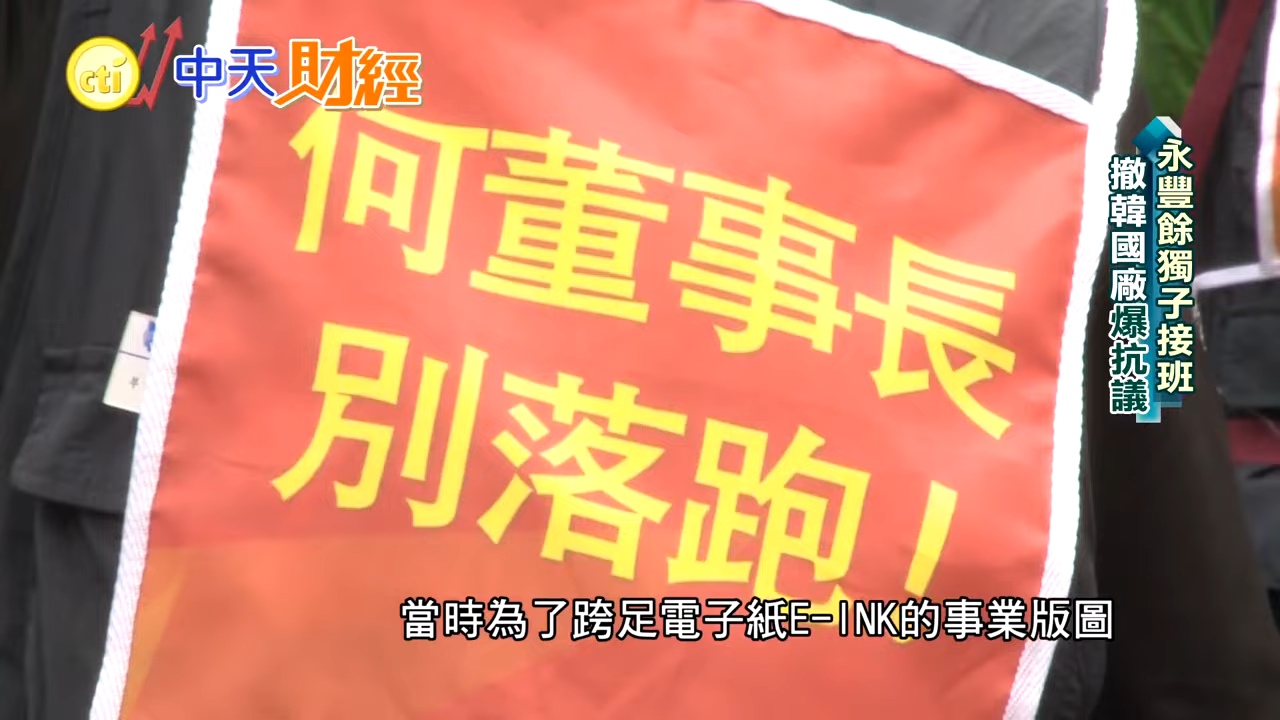 cti 中天財經
何董事長
別落跑！
永豐餘獨子接班
撤韓國廠爆抗議
當時為了跨足電子紙E-INK的事業版圖